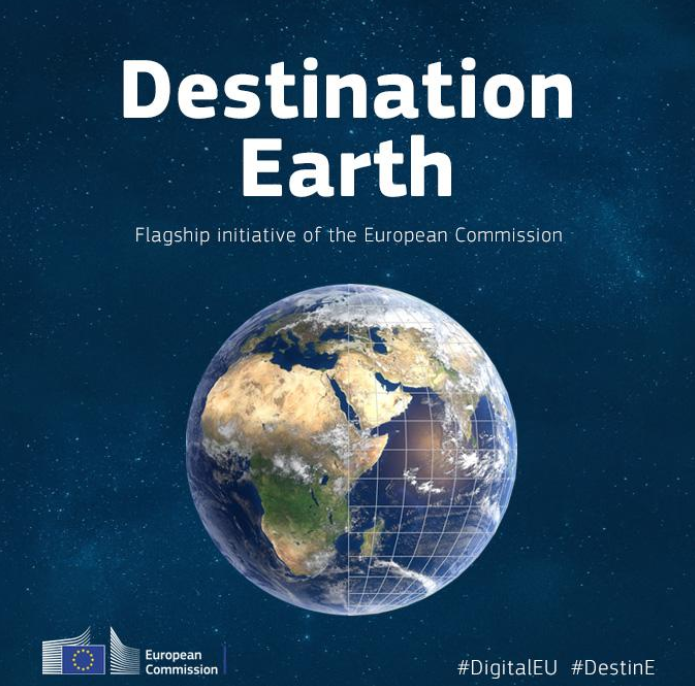 Destination
Earth
Flagship initiative of the European Commission
European
Commission
#DigitalEU #DestinE